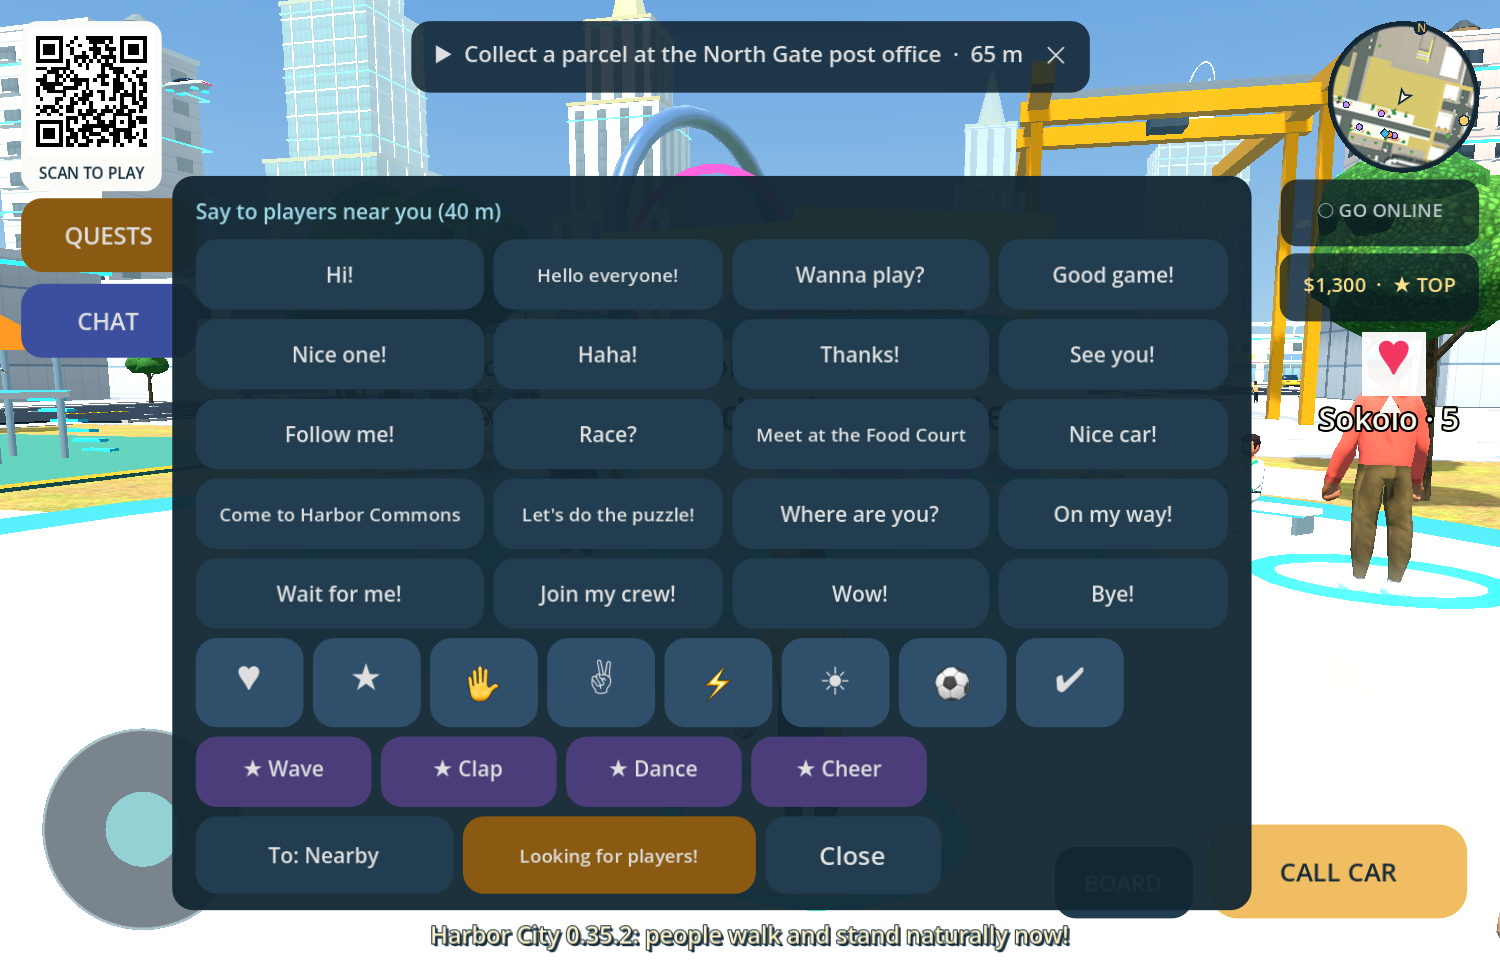 ▶ Collect a parcel at the North Gate post office · 65 m ✕
N
SCAN TO PLAY
QUESTS
CHAT
GO ONLINE
$1,300 · ★ TOP
Sokolo · 5
Say to players near you (40 m)
Hi! Hello everyone! Wanna play? Good game!
Nice one! Haha! Thanks! See you!
Follow me! Race? Meet at the Food Court Nice car!
Come to Harbor Commons Let's do the puzzle! Where are you? On my way!
Wait for me! Join my crew! Wow! Bye!
★ Wave ★ Clap ★ Dance ★ Cheer
To: Nearby Looking for players! Close
BOARD
CALL CAR
Harbor City 0.35.2: people walk and stand naturally now!